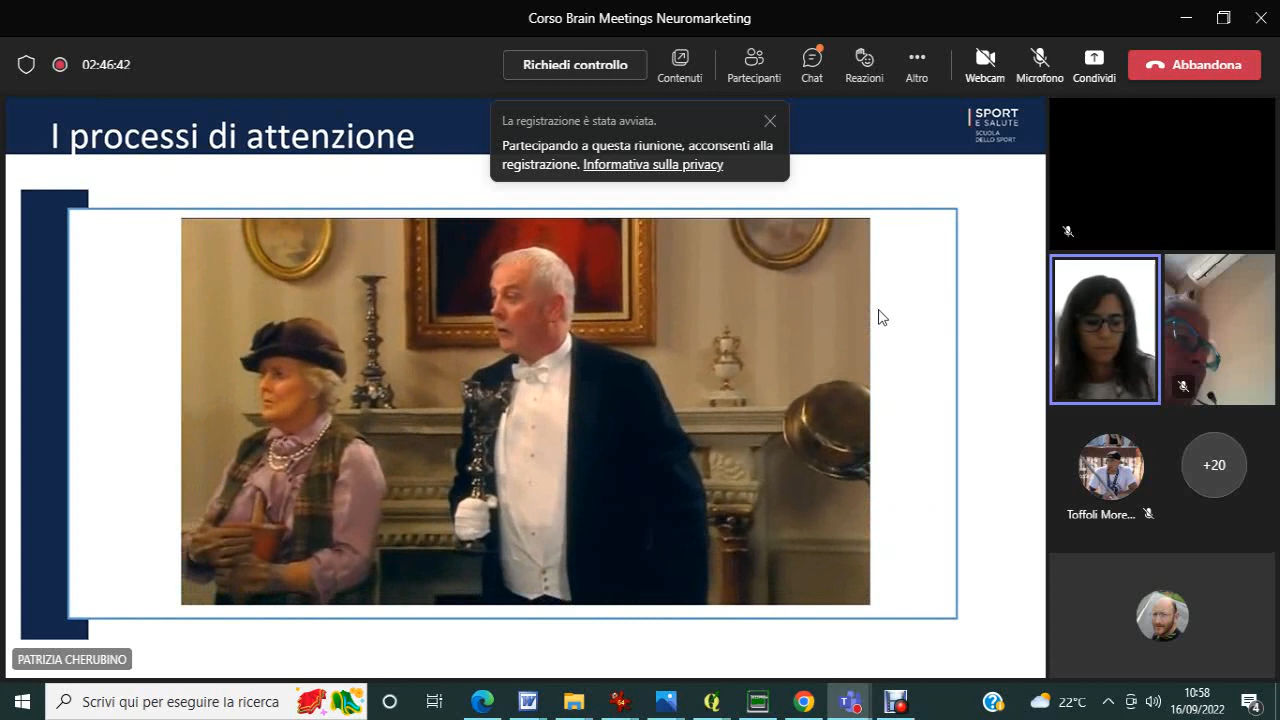 Corso Brain Meetings Neuromarketing
02:46:42
Richiedi controllo
Contenuti
Partecipanti
Chat
Reazioni
Altro
Webcam
Microfono
Condividi
Abbandona
I processi di attenzione
La registrazione è stata avviata.
Partecipando a questa riunione, acconsenti alla
registrazione. Informativa sulla privacy
SPORT
E SALUTE
SCUOLA
DELLO SPORT
+20
Toffoli More...
PATRIZIA CHERUBINO
Scrivi qui per eseguire la ricerca
22°C
10:58
16/09/2022
4